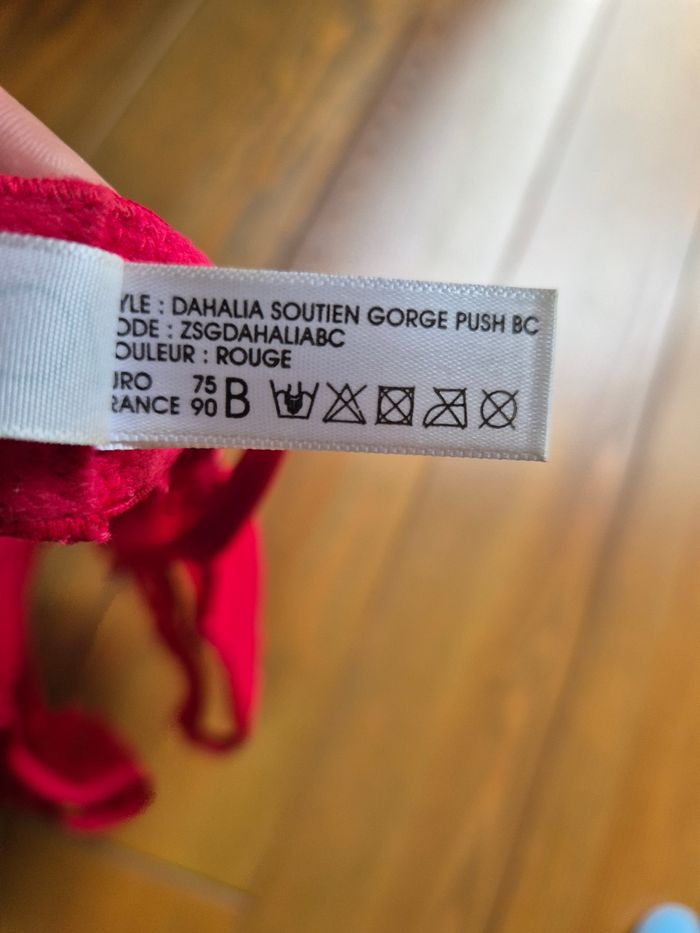 YLE : DAHALIA SOUTIEN GORGE PUSH BC
ODE : ZSGDAHALIABC
OULEUR : ROUGE
URO 75 B
RANCE 90